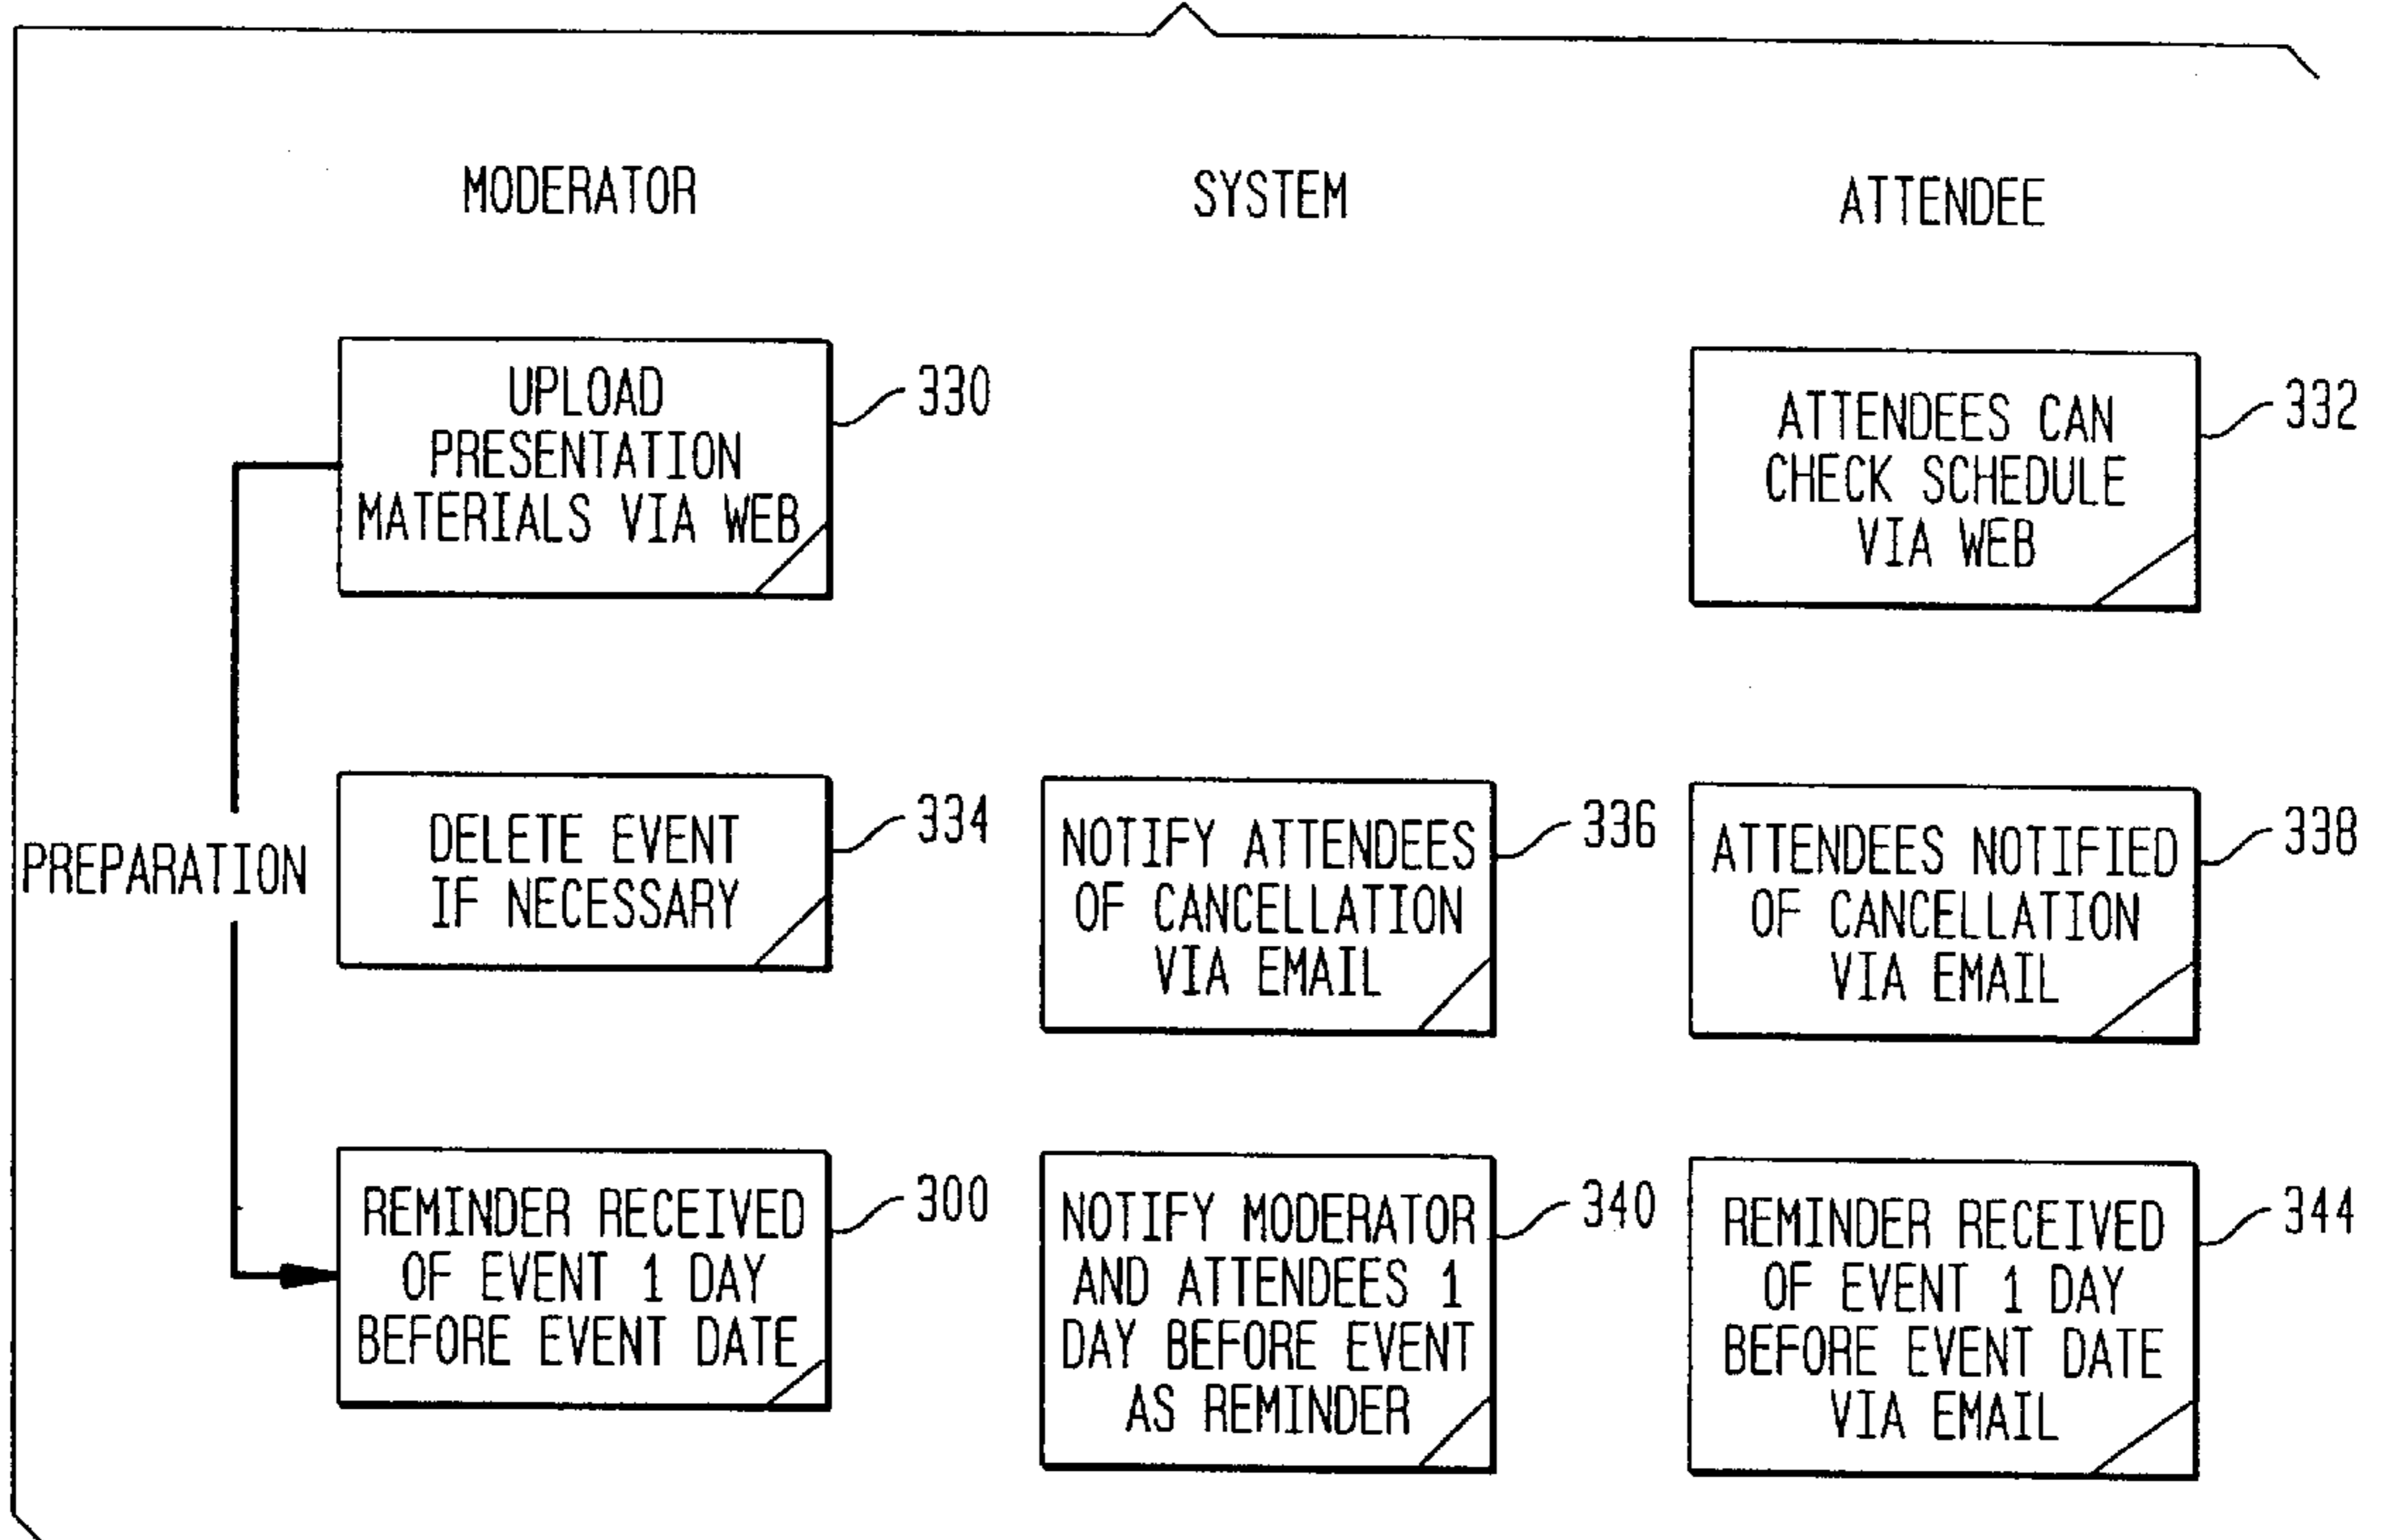 MODERATOR
SYSTEM
ATTENDEE
UPLOAD
PRESENTATION
MATERIALS VIA WEB
330
ATTENDEES CAN
CHECK SCHEDULE
VIA WEB
332
PREPARATION
DELETE EVENT
IF NECESSARY
334
NOTIFY ATTENDEES
OF CANCELLATION
VIA EMAIL
336
ATTENDEES NOTIFIED
OF CANCELLATION
VIA EMAIL
338
REMINDER RECEIVED
OF EVENT 1 DAY
BEFORE EVENT DATE
300
NOTIFY MODERATOR
AND ATTENDEES 1
DAY BEFORE EVENT
AS REMINDER
340
REMINDER RECEIVED
OF EVENT 1 DAY
BEFORE EVENT DATE
VIA EMAIL
344